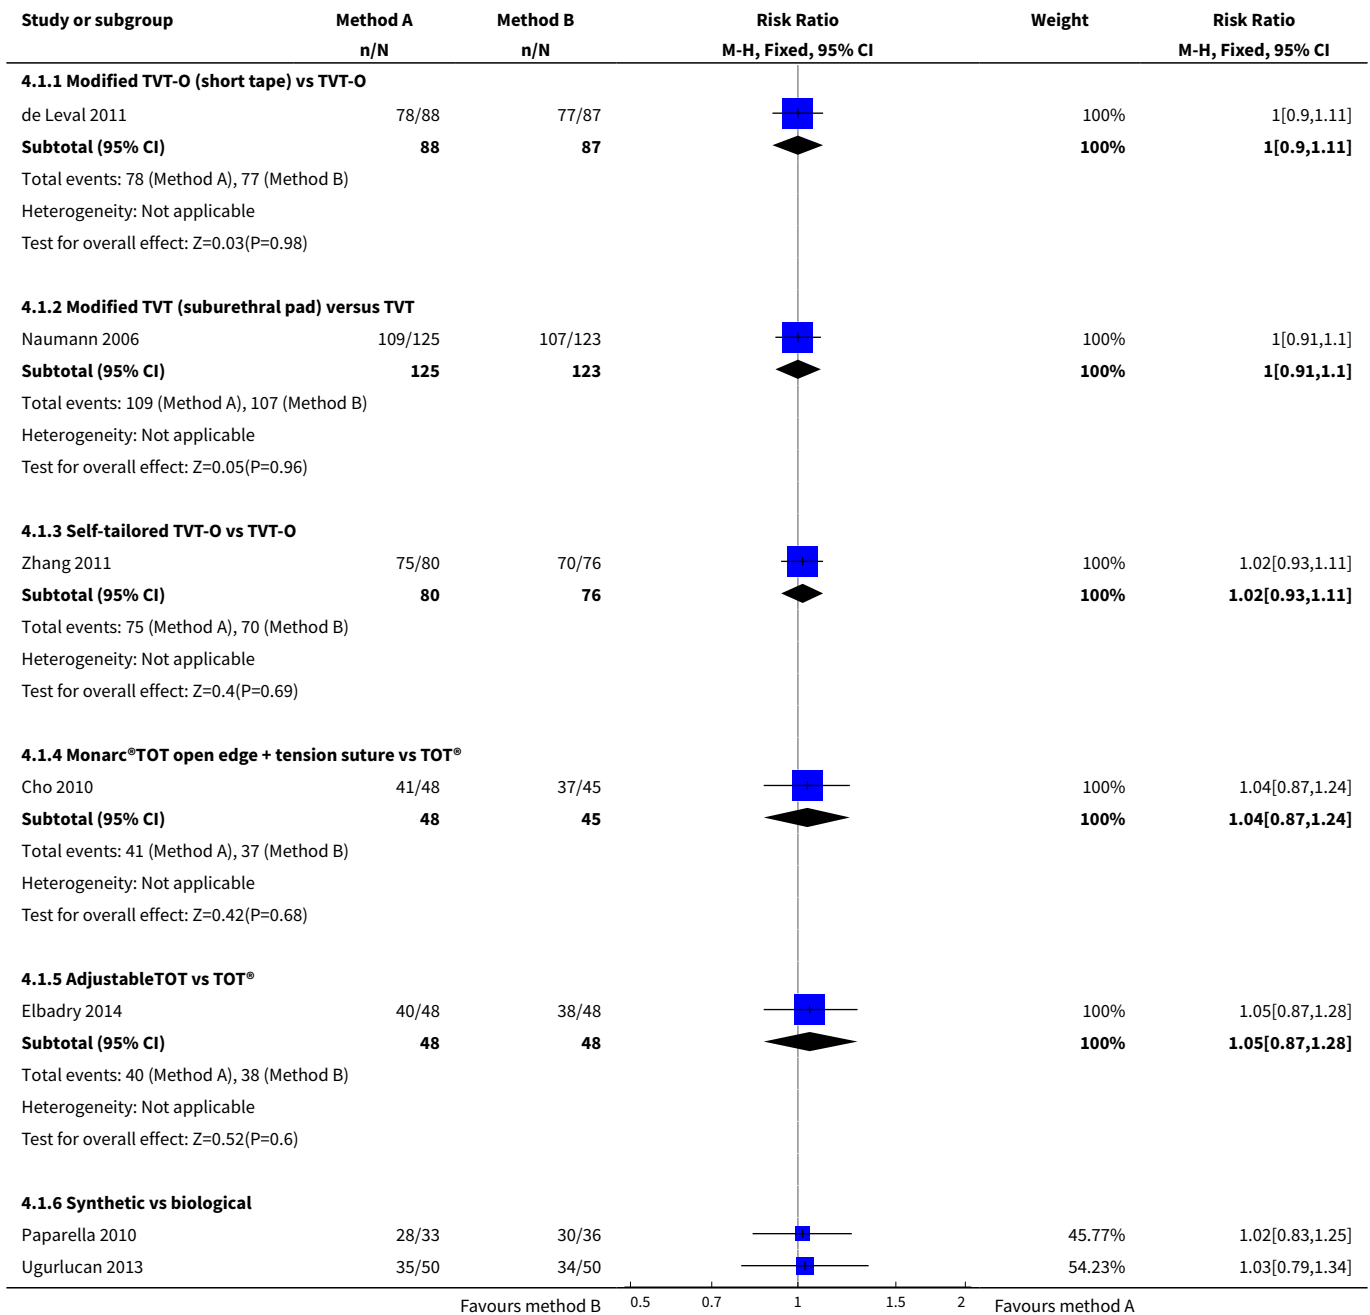 Study or subgroup Method A Method B Risk Ratio Weight Risk Ratio
n/N n/N M-H, Fixed, 95% CI M-H, Fixed, 95% CI
4.1.1 Modified TVT-O (short tape) vs TVT-O
de Leval 2011 78/88 77/87 100% 1[0.9,1.11]
Subtotal (95% CI) 88 87 100% 1[0.9,1.11]
Total events: 78 (Method A), 77 (Method B)
Heterogeneity: Not applicable
Test for overall effect: Z=0.03(P=0.98)
4.1.2 Modified TVT (suburethral pad) versus TVT
Naumann 2006 109/125 107/123 100% 1[0.91,1.1]
Subtotal (95% CI) 125 123 100% 1[0.91,1.1]
Total events: 109 (Method A), 107 (Method B)
Heterogeneity: Not applicable
Test for overall effect: Z=0.05(P=0.96)
4.1.3 Self-tailored TVT-O vs TVT-O
Zhang 2011 75/80 70/76 100% 1.02[0.93,1.11]
Subtotal (95% CI) 80 76 100% 1.02[0.93,1.11]
Total events: 75 (Method A), 70 (Method B)
Heterogeneity: Not applicable
Test for overall effect: Z=0.4(P=0.69)
4.1.4 Monarc®TOT open edge + tension suture vs TOT®
Cho 2010 41/48 37/45 100% 1.04[0.87,1.24]
Subtotal (95% CI) 48 45 100% 1.04[0.87,1.24]
Total events: 41 (Method A), 37 (Method B)
Heterogeneity: Not applicable
Test for overall effect: Z=0.42(P=0.68)
4.1.5 AdjustableTOT vs TOT®
Elbadry 2014 40/48 38/48 100% 1.05[0.87,1.28]
Subtotal (95% CI) 48 48 100% 1.05[0.87,1.28]
Total events: 40 (Method A), 38 (Method B)
Heterogeneity: Not applicable
Test for overall effect: Z=0.52(P=0.6)
4.1.6 Synthetic vs biological
Paparella 2010 28/33 30/36 45.77% 1.02[0.83,1.25]
Ugurlucan 2013 35/50 34/50 54.23% 1.03[0.79,1.34]
Favours method B 0.5 0.7 1 1.5 2 Favours method A